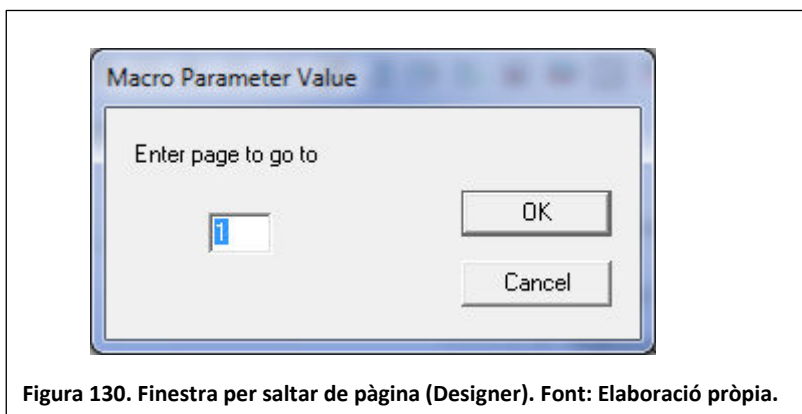 Macro Parameter Value
Enter page to go to
1
OK
Cancel
Figura 130. Finestra per saltar de pàgina (Designer). Font: Elaboració pròpia.